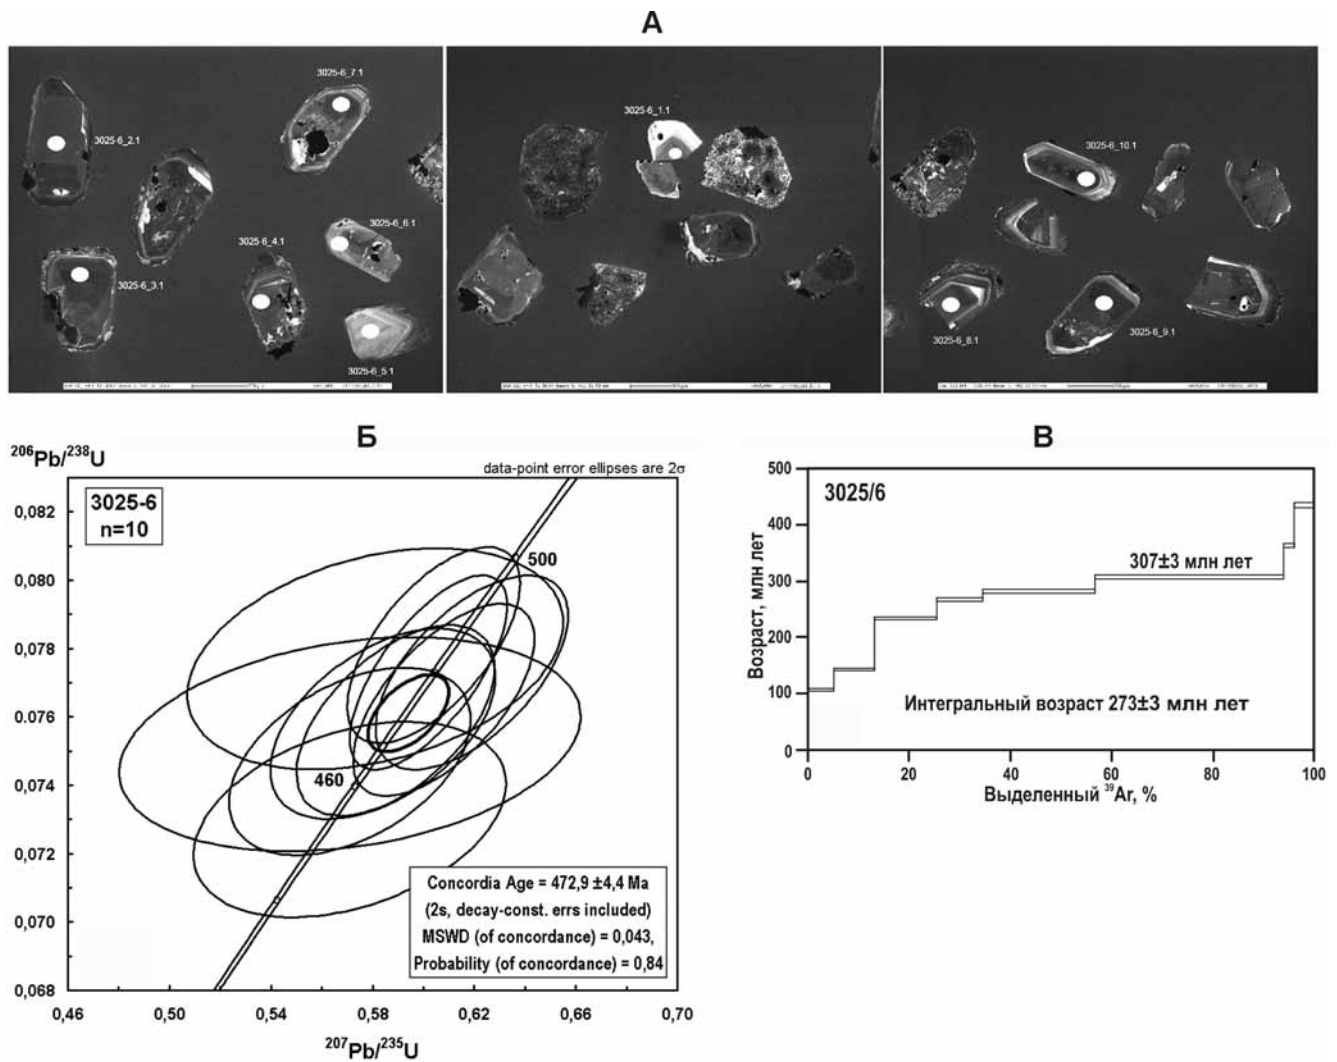 А
3025-6_7.1
3025-6_2.1
3025-6_6.1
3025-6_4.1
3025-6_3.1
3025-6_5.1
3025-6_1.1
3025-6_10.1
3025-6_8.1
3025-6_9.1
Б
206Pb/238U
data-point error ellipses are 2σ
3025-6
n=10
0,082
0,080
0,078
0,076
0,074
0,072
0,070
0,068
500
460
Concordia Age = 472,9 ±4,4 Ma
(2s, decay-const. errs included)
MSWD (of concordance) = 0,043,
Probability (of concordance) = 0,84
0,46 0,50 0,54 0,58 0,62 0,66 0,70
207Pb/235U
В
3025/6
Возраст, млн лет
500
400
300
200
100
0
307±3 млн лет
Интегральный возраст 273±3 млн лет
0 20 40 60 80 100
Выделенный 39Ar, %